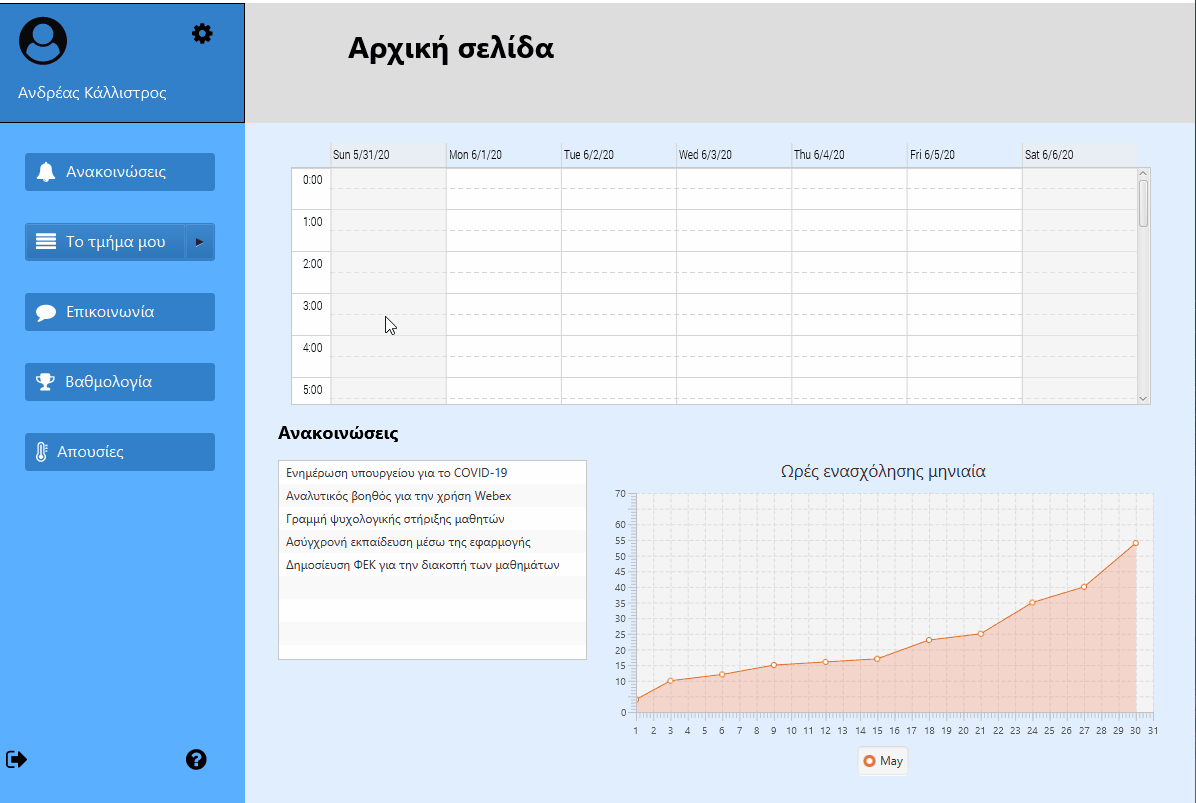 Αρχική σελίδα
Ανδρέας Κάλλιστρος
Ανακοινώσεις
Το τμήμα μου
Επικοινωνία
Βαθμολογία
Απουσίες
Sun 5/31/20 Mon 6/1/20 Tue 6/2/20 Wed 6/3/20 Thu 6/4/20 Fri 6/5/20 Sat 6/6/20
0:00
1:00
2:00
3:00
4:00
5:00
Ανακοινώσεις
Ενημέρωση υπουργείου για το COVID-19
Αναλυτικός βοηθός για την χρήση Webex
Γραμμή ψυχολογικής στήριξης μαθητών
Ασύγχρονή εκπαίδευση μέσω της εφαρμογής
Δημοσίευση ΦΕΚ για την διακοπή των μαθημάτων
Ωρές ενασχόλησης μηνιαία
70
60
55
50
45
40
35
30
25
20
15
10
0
1 2 3 4 5 6 7 8 9 10 11 12 13 14 15 16 17 18 19 20 21 22 23 24 25 26 27 28 29 30 31
May